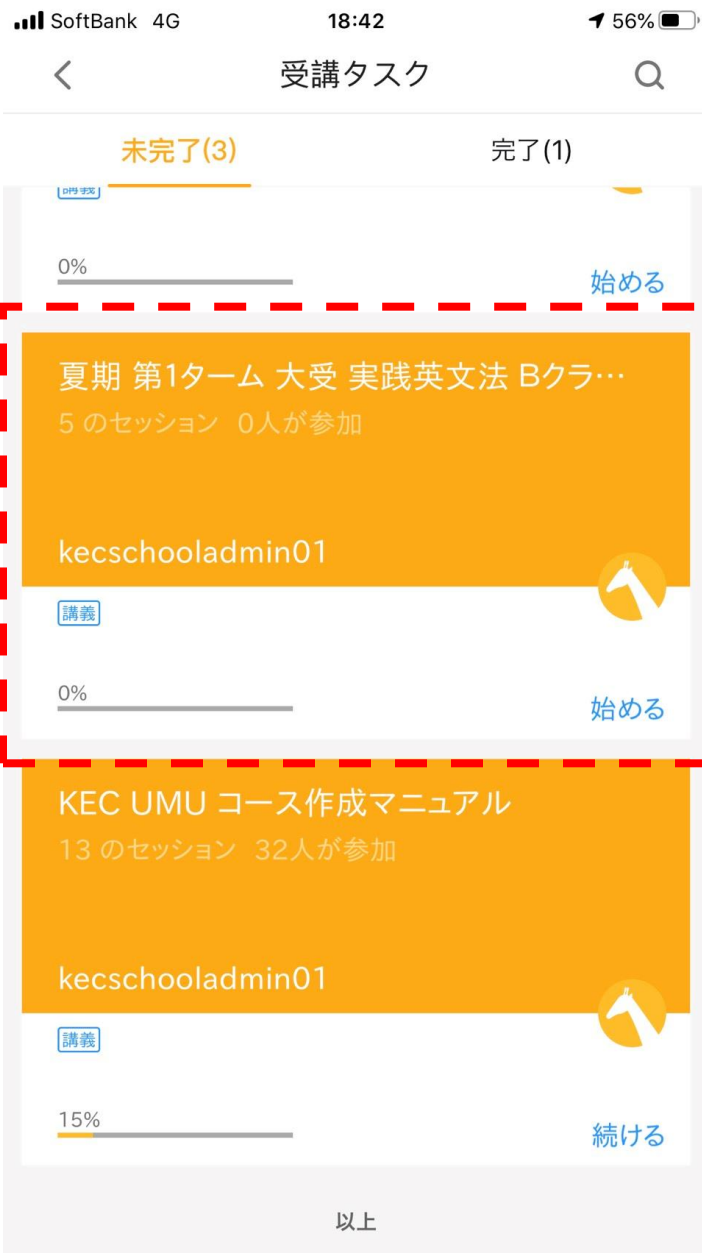 SoftBank 4G 18:42 56%
受講タスク
未完了(3) 完了(1)
講義
0%
始める
夏期 第1ターム 大受 実践英文法 Bクラ…
5 のセッション 0人が参加
kecschooladmin01
講義
0%
始める
KEC UMU コース作成マニュアル
13 のセッション 32人が参加
kecschooladmin01
講義
15%
続ける
以上